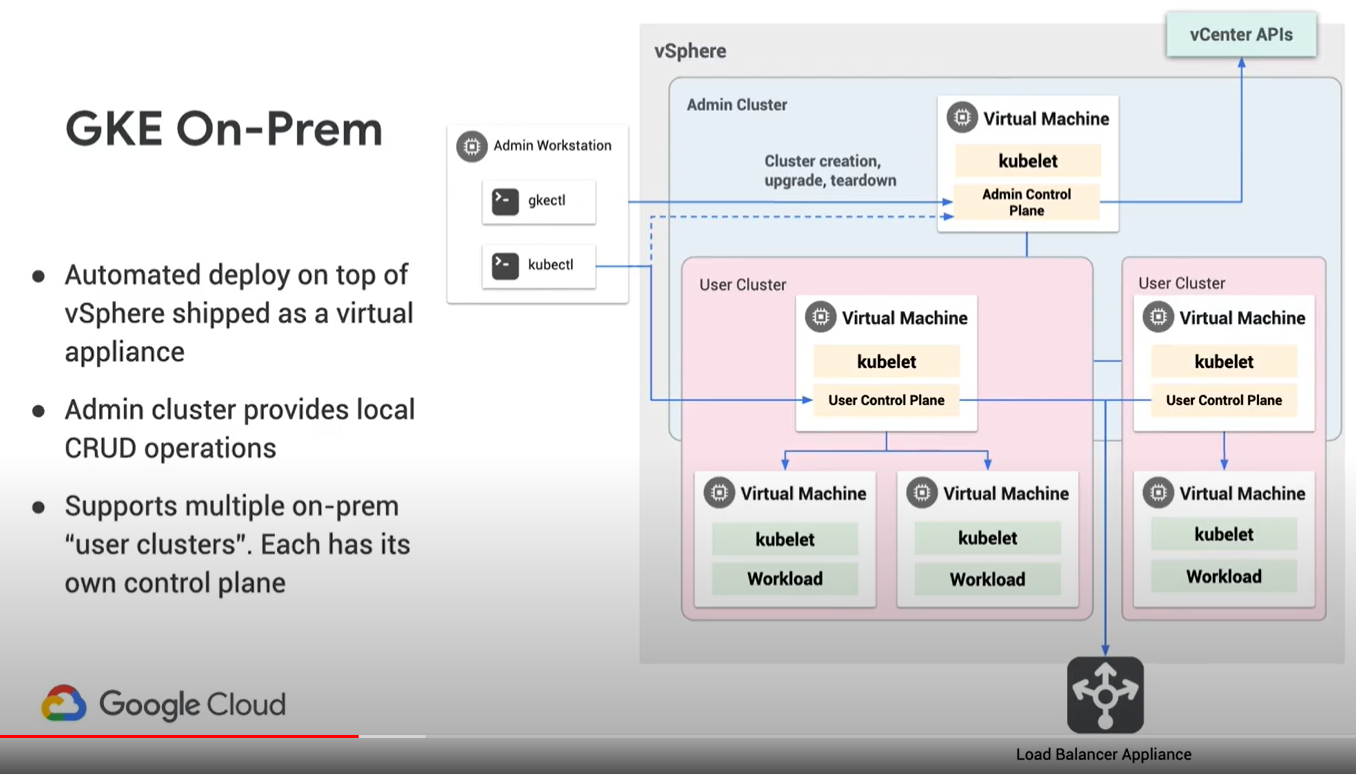 GKE On-Prem
● Automated deploy on top of
vSphere shipped as a virtual
appliance
● Admin cluster provides local
CRUD operations
● Supports multiple on-prem
“user clusters”. Each has its
own control plane
Google Cloud
Admin Workstation
gkectl
kubectl
vSphere
vCenter APIs
Admin Cluster
Cluster creation,
upgrade, teardown
Virtual Machine
kubelet
Admin Control
Plane
User Cluster
Virtual Machine
kubelet
User Control Plane
Virtual Machine
kubelet
Workload
Virtual Machine
kubelet
Workload
User Cluster
Virtual Machine
kubelet
User Control Plane
Virtual Machine
kubelet
Workload
Load Balancer Appliance